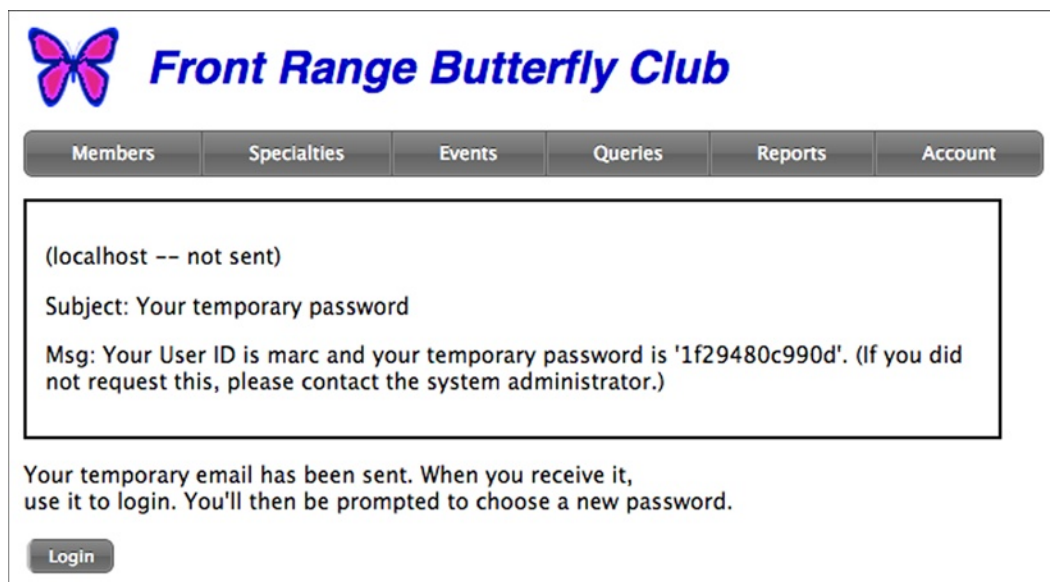 Front Range Butterfly Club
Members Specialties Events Queries Reports Account
(localhost -- not sent)
Subject: Your temporary password
Msg: Your User ID is marc and your temporary password is '1f29480c990d'. (If you did
not request this, please contact the system administrator.)
Your temporary email has been sent. When you receive it,
use it to login. You'll then be prompted to choose a new password.
Login